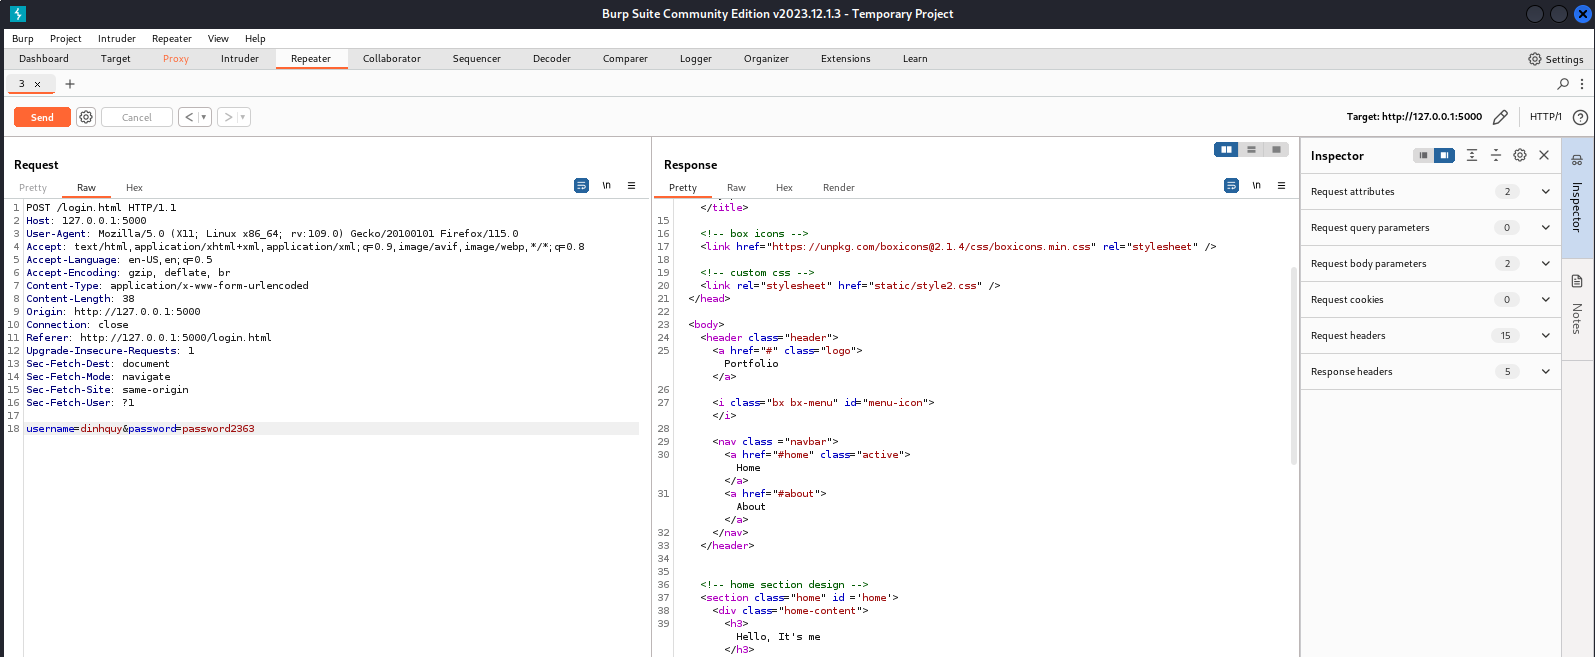 Burp Suite Community Edition v2023.12.1.3 - Temporary Project
Burp Project Intruder Repeater View Help
Dashboard Target Proxy Intruder Repeater Collaborator Sequencer Decoder Comparer Logger Organizer Extensions Learn Settings
3 × +
Send Cancel < > Target: http://127.0.0.1:5000 HTTP/1 ?
Request
Pretty Raw Hex \n
1 POST /login.html HTTP/1.1
2 Host: 127.0.0.1:5000
3 User-Agent: Mozilla/5.0 (X11; Linux x86_64; rv:109.0) Gecko/20100101 Firefox/115.0
4 Accept: text/html,application/xhtml+xml,application/xml;q=0.9,image/avif,image/webp,*/*;q=0.8
5 Accept-Language: en-US,en;q=0.5
6 Accept-Encoding: gzip, deflate, br
7 Content-Type: application/x-www-form-urlencoded
8 Content-Length: 38
9 Origin: http://127.0.0.1:5000
10 Connection: close
11 Referer: http://127.0.0.1:5000/login.html
12 Upgrade-Insecure-Requests: 1
13 Sec-Fetch-Dest: document
14 Sec-Fetch-Mode: navigate
15 Sec-Fetch-Site: same-origin
16 Sec-Fetch-User: ?1
17
18 username=dinhquy&password=password2363
Response
Pretty Raw Hex Render \n
</title>
15
16 <!-- box icons -->
17 <link href="https://unpkg.com/boxicons@2.1.4/css/boxicons.min.css" rel="stylesheet" />
18
19 <!-- custom css -->
20 <link rel="stylesheet" href="static/style2.css" />
21 </head>
22
23 <body>
24 <header class="header">
25 <a href="#" class="logo">
Portfolio
</a>
26
27 <i class="bx bx-menu" id="menu-icon">
</i>
28
29 <nav class ="navbar">
30 <a href="#home" class="active">
Home
</a>
31 <a href="#about">
About
</a>
32 </nav>
33 </header>
34
35
36 <!-- home section design -->
37 <section class="home" id ='home'>
38 <div class="home-content">
39 <h3>
Hello, It's me
</h3>
Inspector
Request attributes 2
Request query parameters 0
Request body parameters 2
Request cookies 0
Request headers 15
Response headers 5
Inspector
Notes